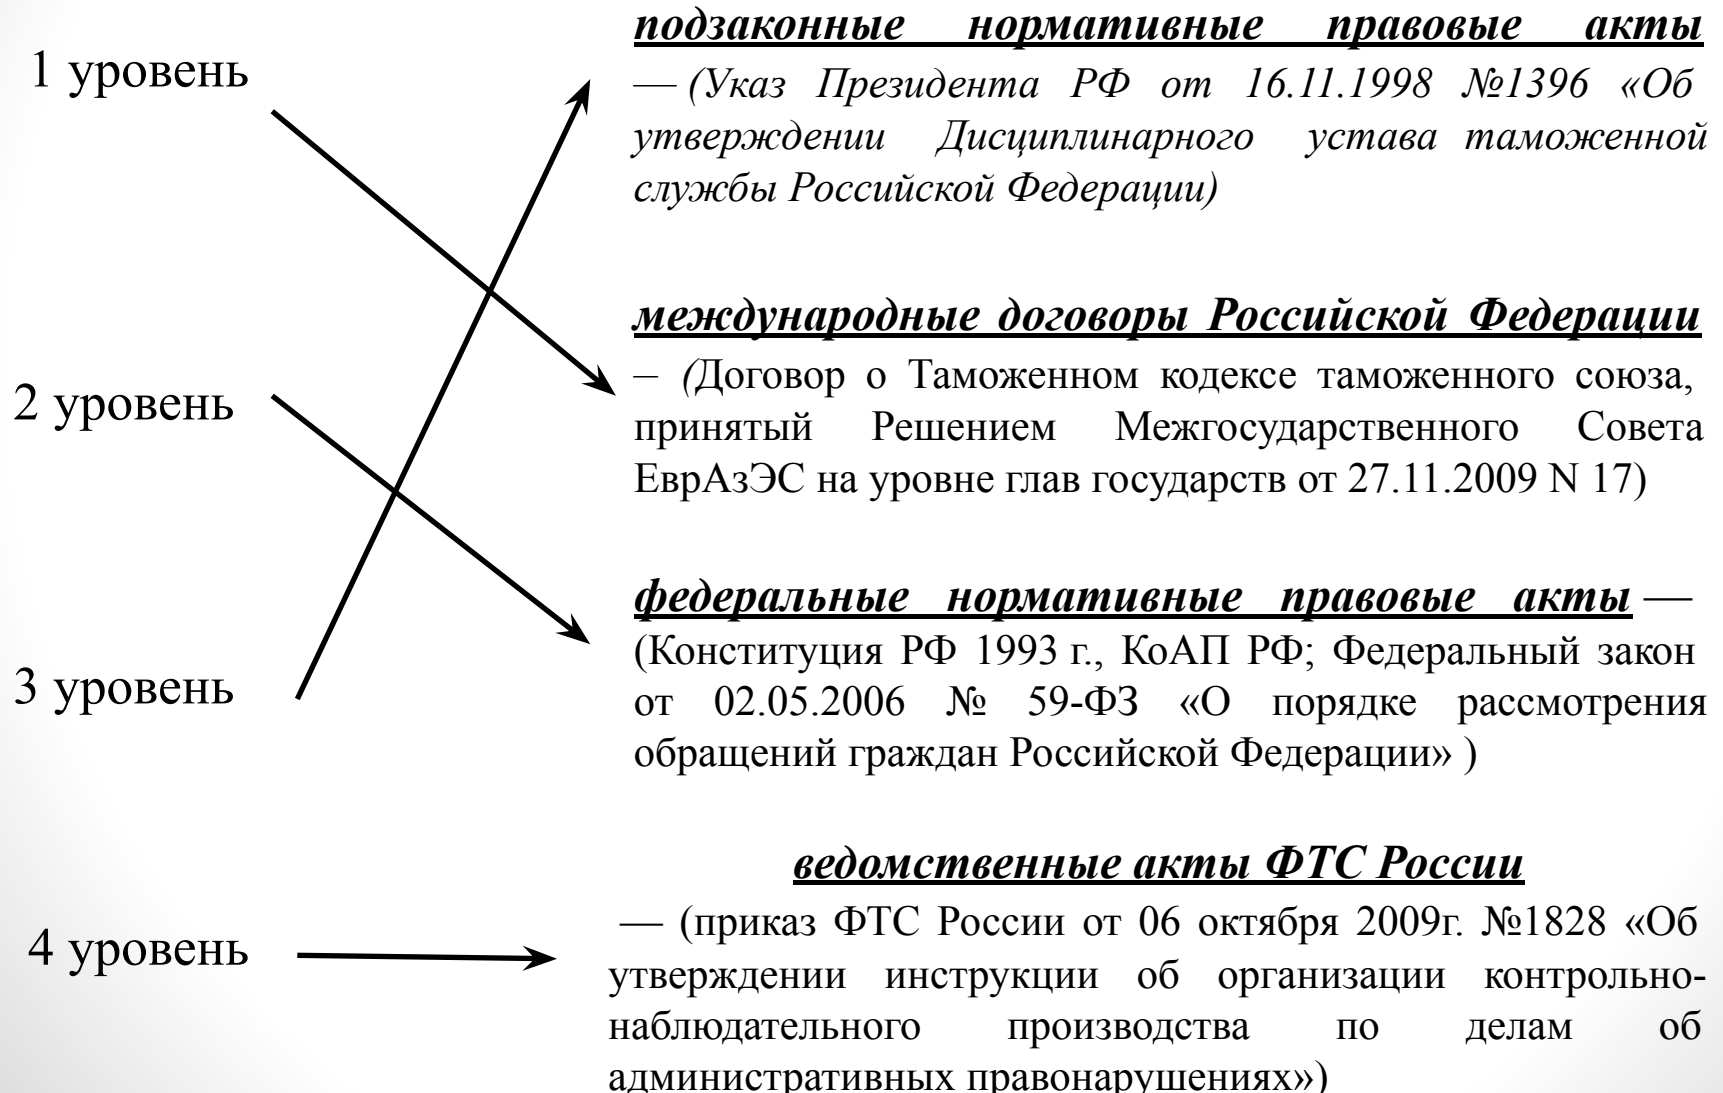 1 уровень
подзаконные нормативные правовые акты
— (Указ Президента РФ от 16.11.1998 №1396 «Об
утверждении Дисциплинарного устава таможенной
службы Российской Федерации)
2 уровень
международные договоры Российской Федерации
– (Договор о Таможенном кодексе таможенного союза,
принятый Решением Межгосударственного Совета
ЕврАзЭС на уровне глав государств от 27.11.2009 N 17)
3 уровень
федеральные нормативные правовые акты —
(Конституция РФ 1993 г., КоАП РФ; Федеральный закон
от 02.05.2006 № 59-ФЗ «О порядке рассмотрения
обращений граждан Российской Федерации» )
4 уровень
ведомственные акты ФТС России
— (приказ ФТС России от 06 октября 2009г. №1828 «Об
утверждении инструкции об организации контрольно-
наблюдательного производства по делам об
административных правонарушениях»)